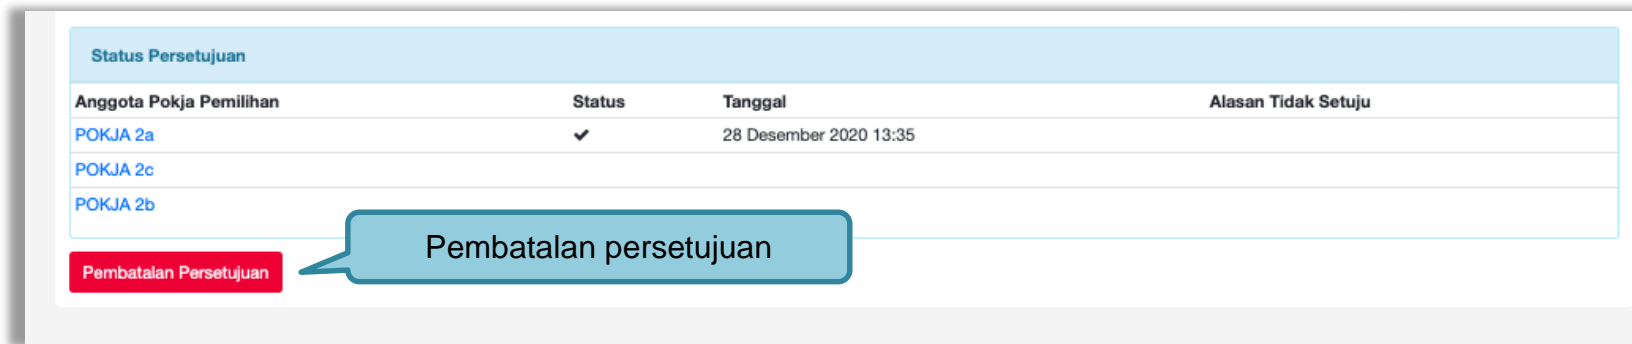 Status Persetujuan
Anggota Pokja Pemilihan Status Tanggal Alasan Tidak Setuju
POKJA 2a ✔ 28 Desember 2020 13:35
POKJA 2c
POKJA 2b
Pembatalan persetujuan
Pembatalan Persetujuan